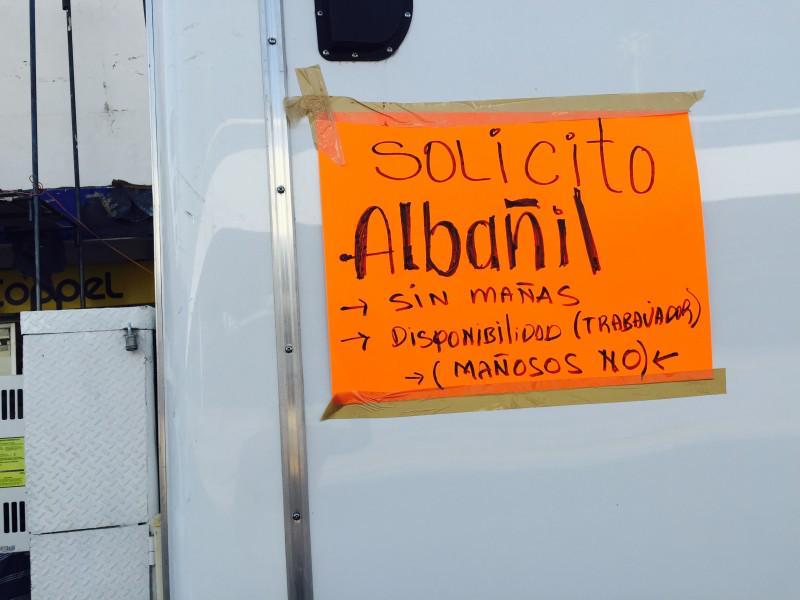 SOLICITO
Albañil
→ SIN MAÑAS
→ DISPONIBILIDAD (TRABAJADOR)
→ (MAÑOSOS NO) ←
Coppel